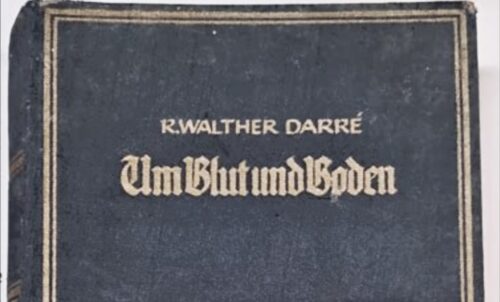 R. WALTHER DARRÉ
Um Blut und Boden